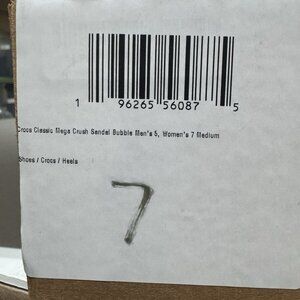 1 96265 56087 5
Crocs Classic Mega Crush Sandal Bubble Men's 5, Women's 7 Medium
Shoes / Crocs / Heels
7